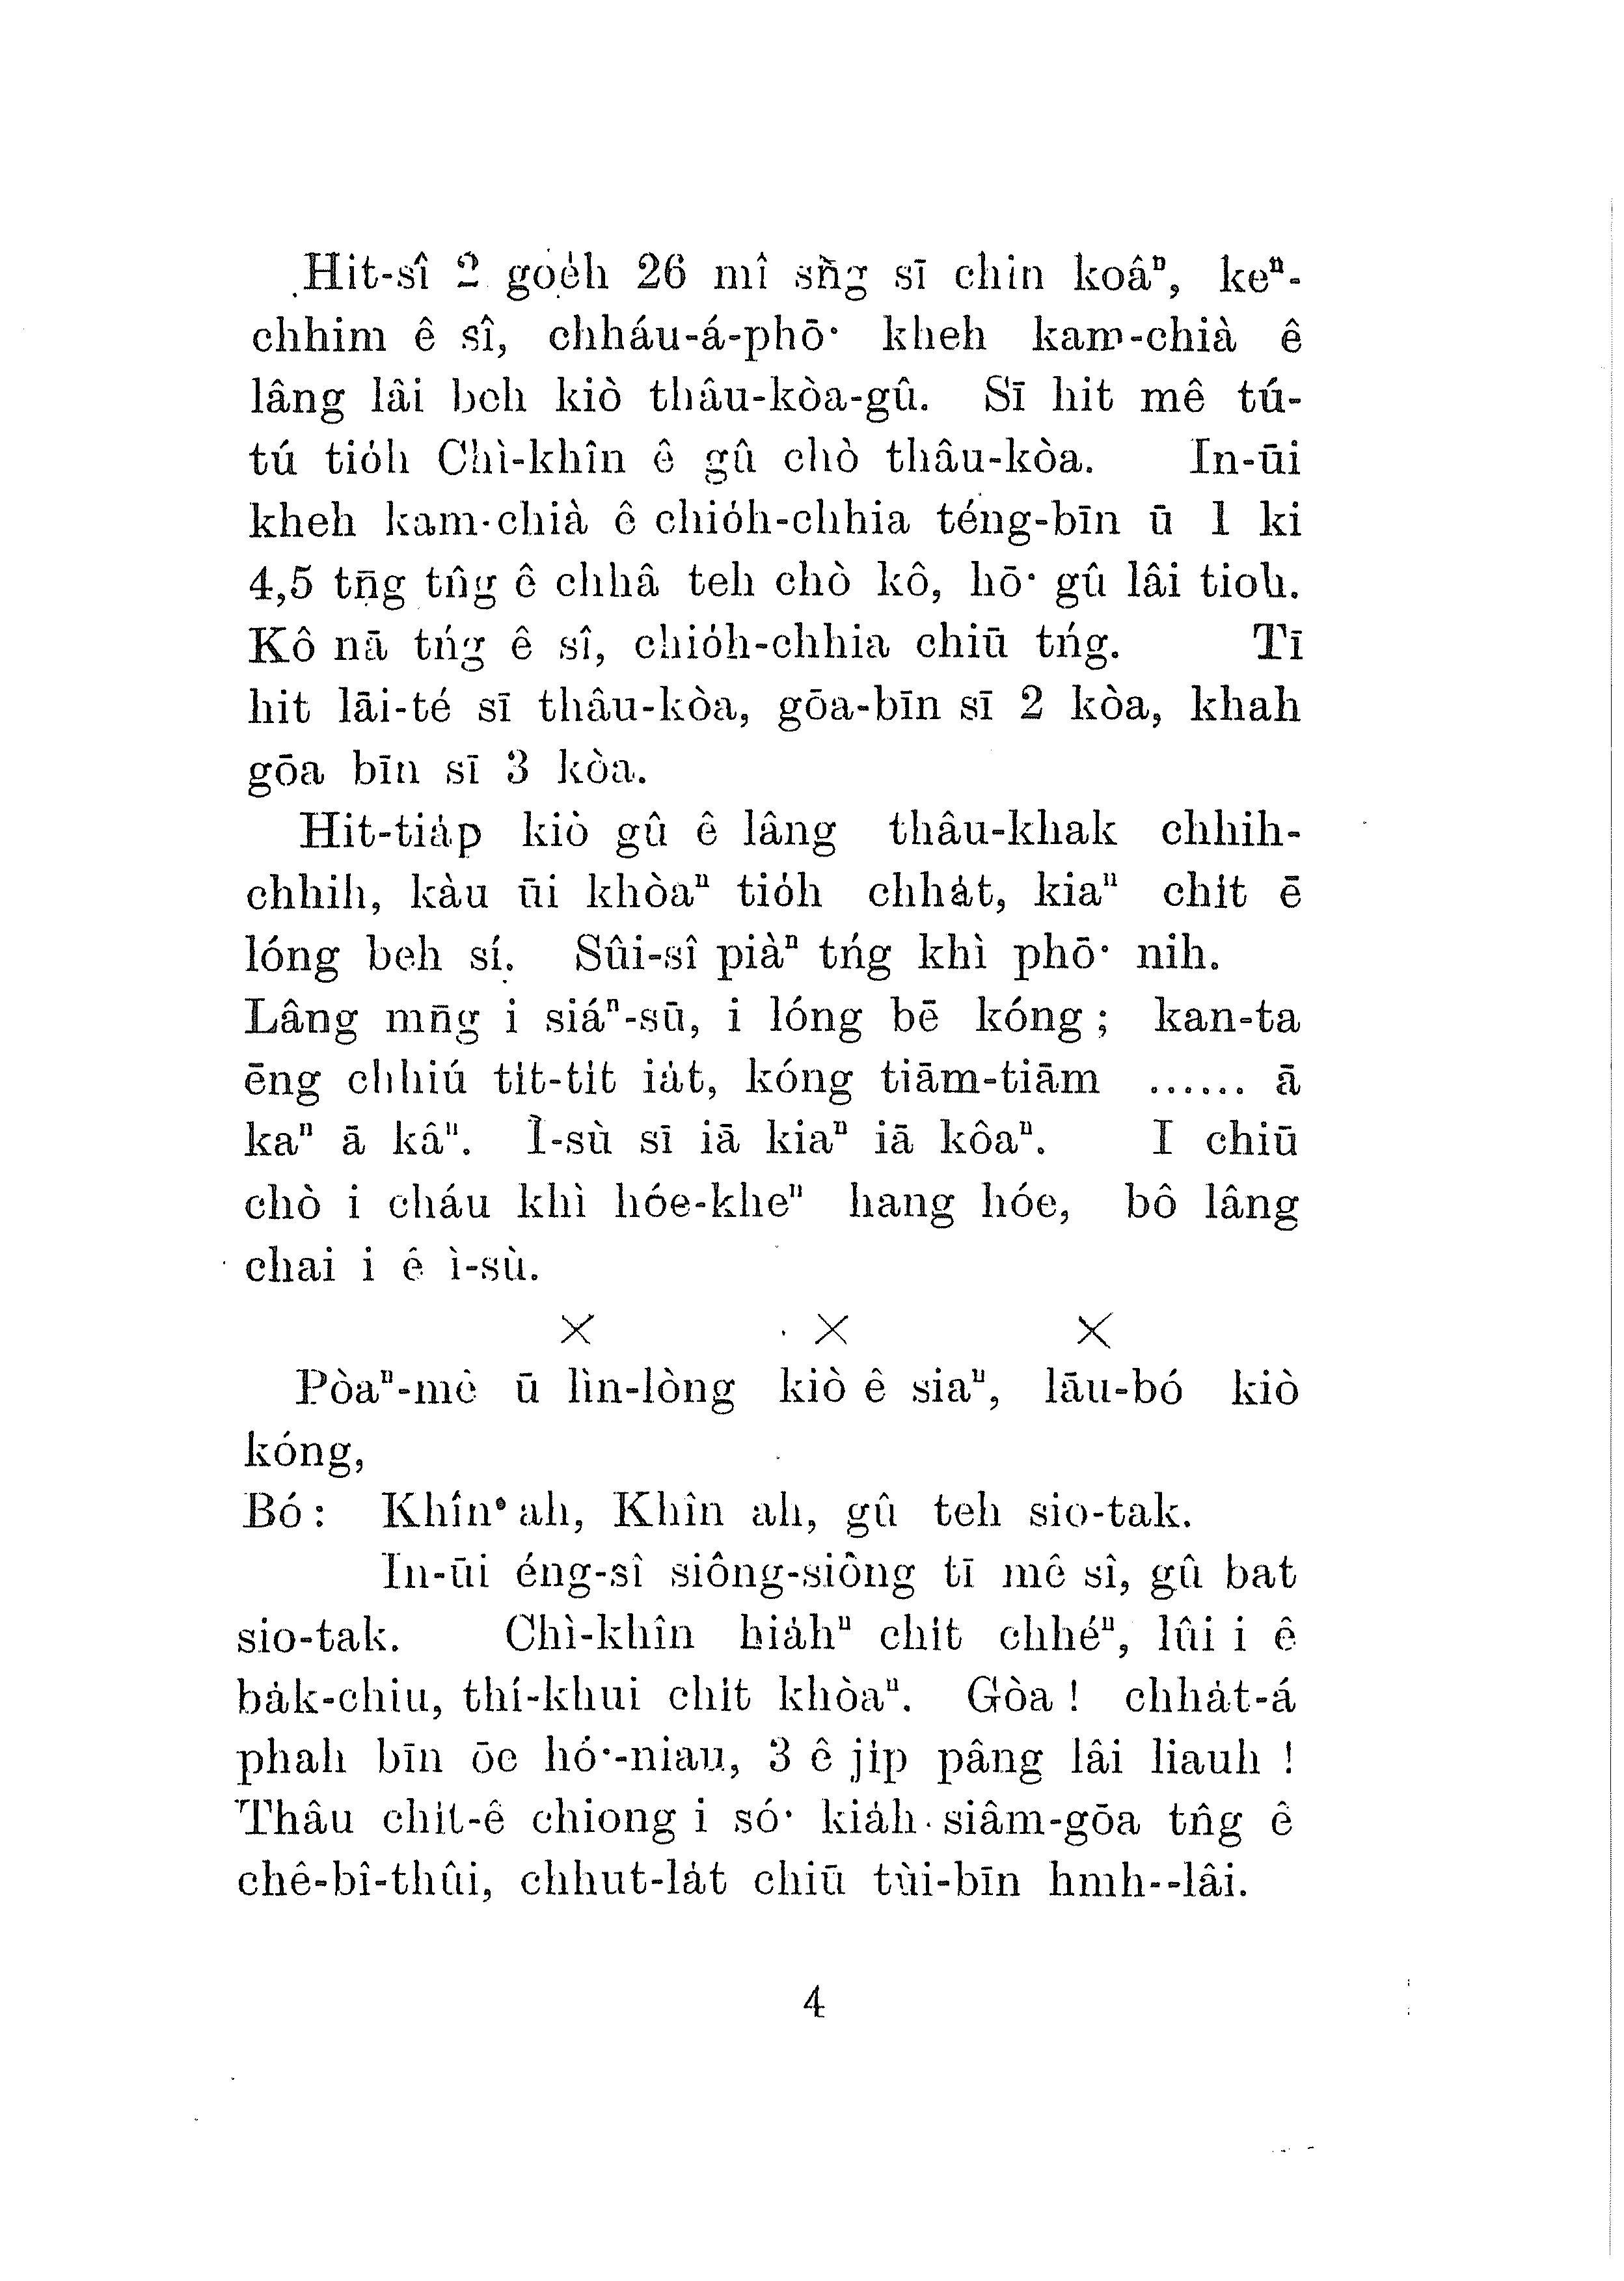 Hit-sî 2 goe̍h 26 mî sǹg sī chin koâⁿ, keⁿ-
chhim ê sî, chháu-á-phō͘ kheh kam-chià ê
lâng lâi beh kiò thâu-kòa-gû. Sī hit mê tú-
tú tio̍h Chì-khîn ê gû chò thâu-kòa. In-ūi
kheh kam-chià ê chio̍h-chhia téng-bīn ū 1 ki
4,5 tn̄g tn̂g ê chhâ teh chò kô, hō͘ gû lâi tioh.
Kô nā tńg ê sî, chio̍h-chhia chiū tńg. Tī
hit lāi-té sī thâu-kòa, gōa-bīn sī 2 kòa, khah
gōa bīn sī 3 kòa.
Hit-tia̍p kiò gû ê lâng thâu-khak chhih-
chhih, kàu ūi khòaⁿ tio̍h chha̍t, kiaⁿ chi̍t ē
lóng beh sí. Sûi-sî piàⁿ tńg khì phō͘ nih.
Lâng mn̄g i siáⁿ-sū, i lóng bē kóng; kan-ta
ēng chhiú ti̍t-ti̍t ia̍t, kóng tiām-tiām ...... ā
kaⁿ ā kâⁿ. Ì-sù sī iā kiaⁿ iā kôaⁿ. I chiū
chò i cháu khì hóe-kheⁿ hang hóe, bô lâng
chai i ê ì-sù.
× × ×
Pòaⁿ-mê ū lìn-lòng kiò ê siaⁿ, lāu-bó kiò
kóng,
Bó: Khîn ah, Khîn ah, gû teh sio-tak.
In-ūi éng-sî siông-siông tī mê sî, gû bat
sio-tak. Chì-khîn hia̍hⁿ chi̍t chhéⁿ, lûi i ê
ba̍k-chiu, thí-khui chi̍t khòaⁿ. Gòa! chha̍t-á
phah bīn ōe hó͘-niau, 3 ê ji̍p pâng lâi liauh!
Thâu chi̍t-ê chiong i só͘ kia̍h siâm-gōa tn̂g ê
chê-bî-thûi, chhut-la̍t chiū tùi-bīn hmh--lâi.
4